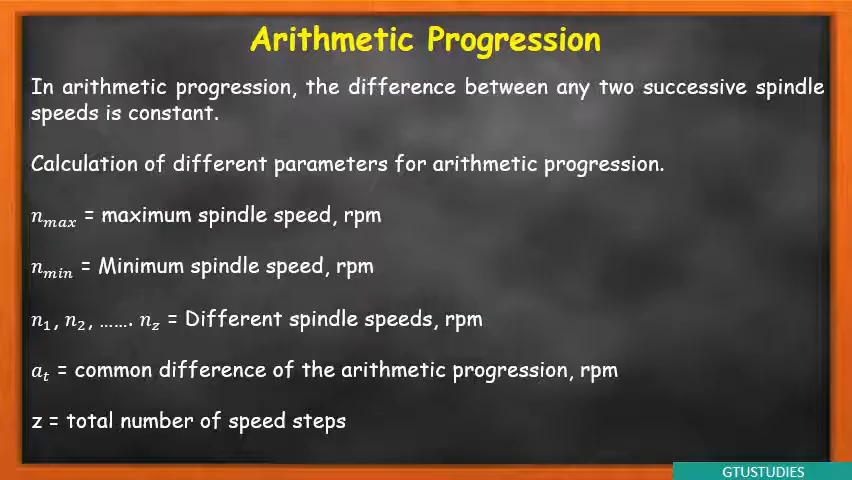 Arithmetic Progression
In arithmetic progression, the difference between any two successive spindle
speeds is constant.
Calculation of different parameters for arithmetic progression.
n_max = maximum spindle speed, rpm
n_min = Minimum spindle speed, rpm
n_1, n_2, ……. n_z = Different spindle speeds, rpm
a_t = common difference of the arithmetic progression, rpm
z = total number of speed steps
GTUSTUDIES